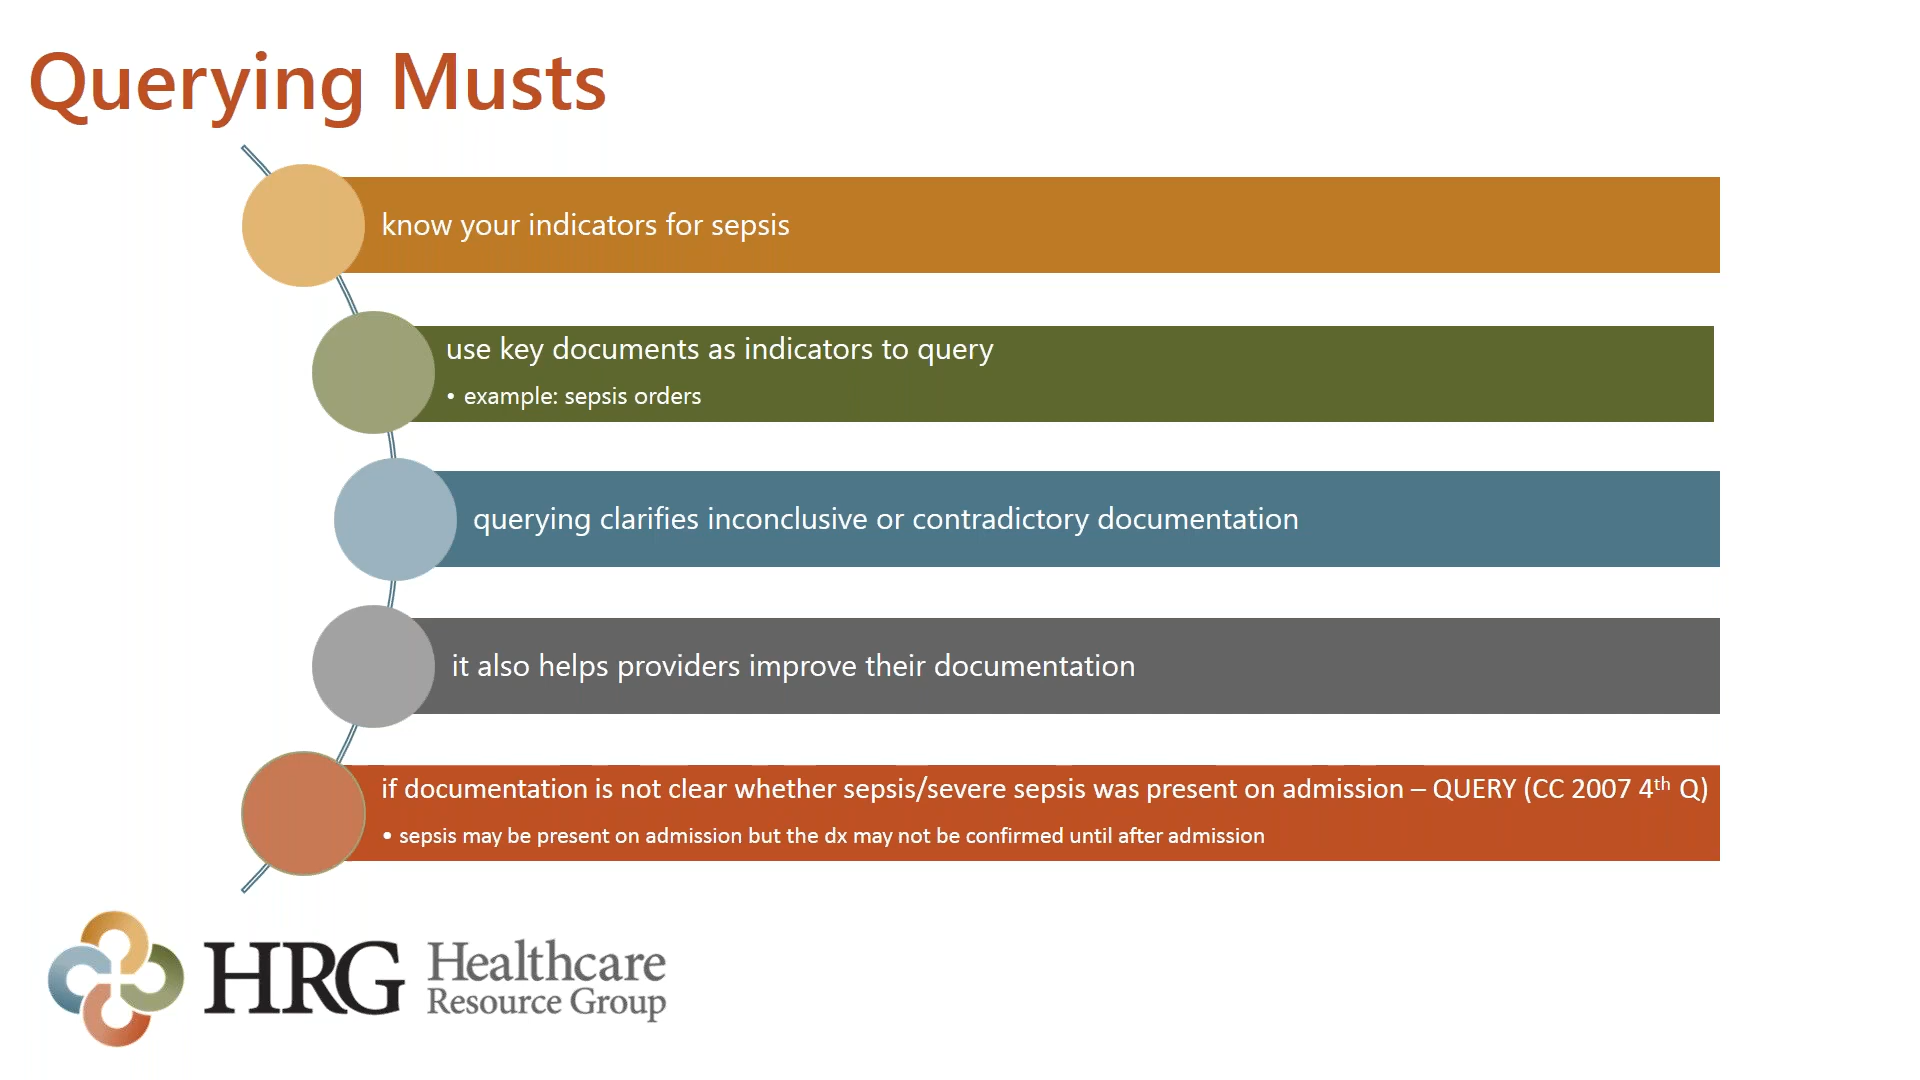 Querying Musts
know your indicators for sepsis
use key documents as indicators to query
• example: sepsis orders
querying clarifies inconclusive or contradictory documentation
it also helps providers improve their documentation
if documentation is not clear whether sepsis/severe sepsis was present on admission – QUERY (CC 2007 4th Q)
• sepsis may be present on admission but the dx may not be confirmed until after admission
HRG Healthcare
Resource Group